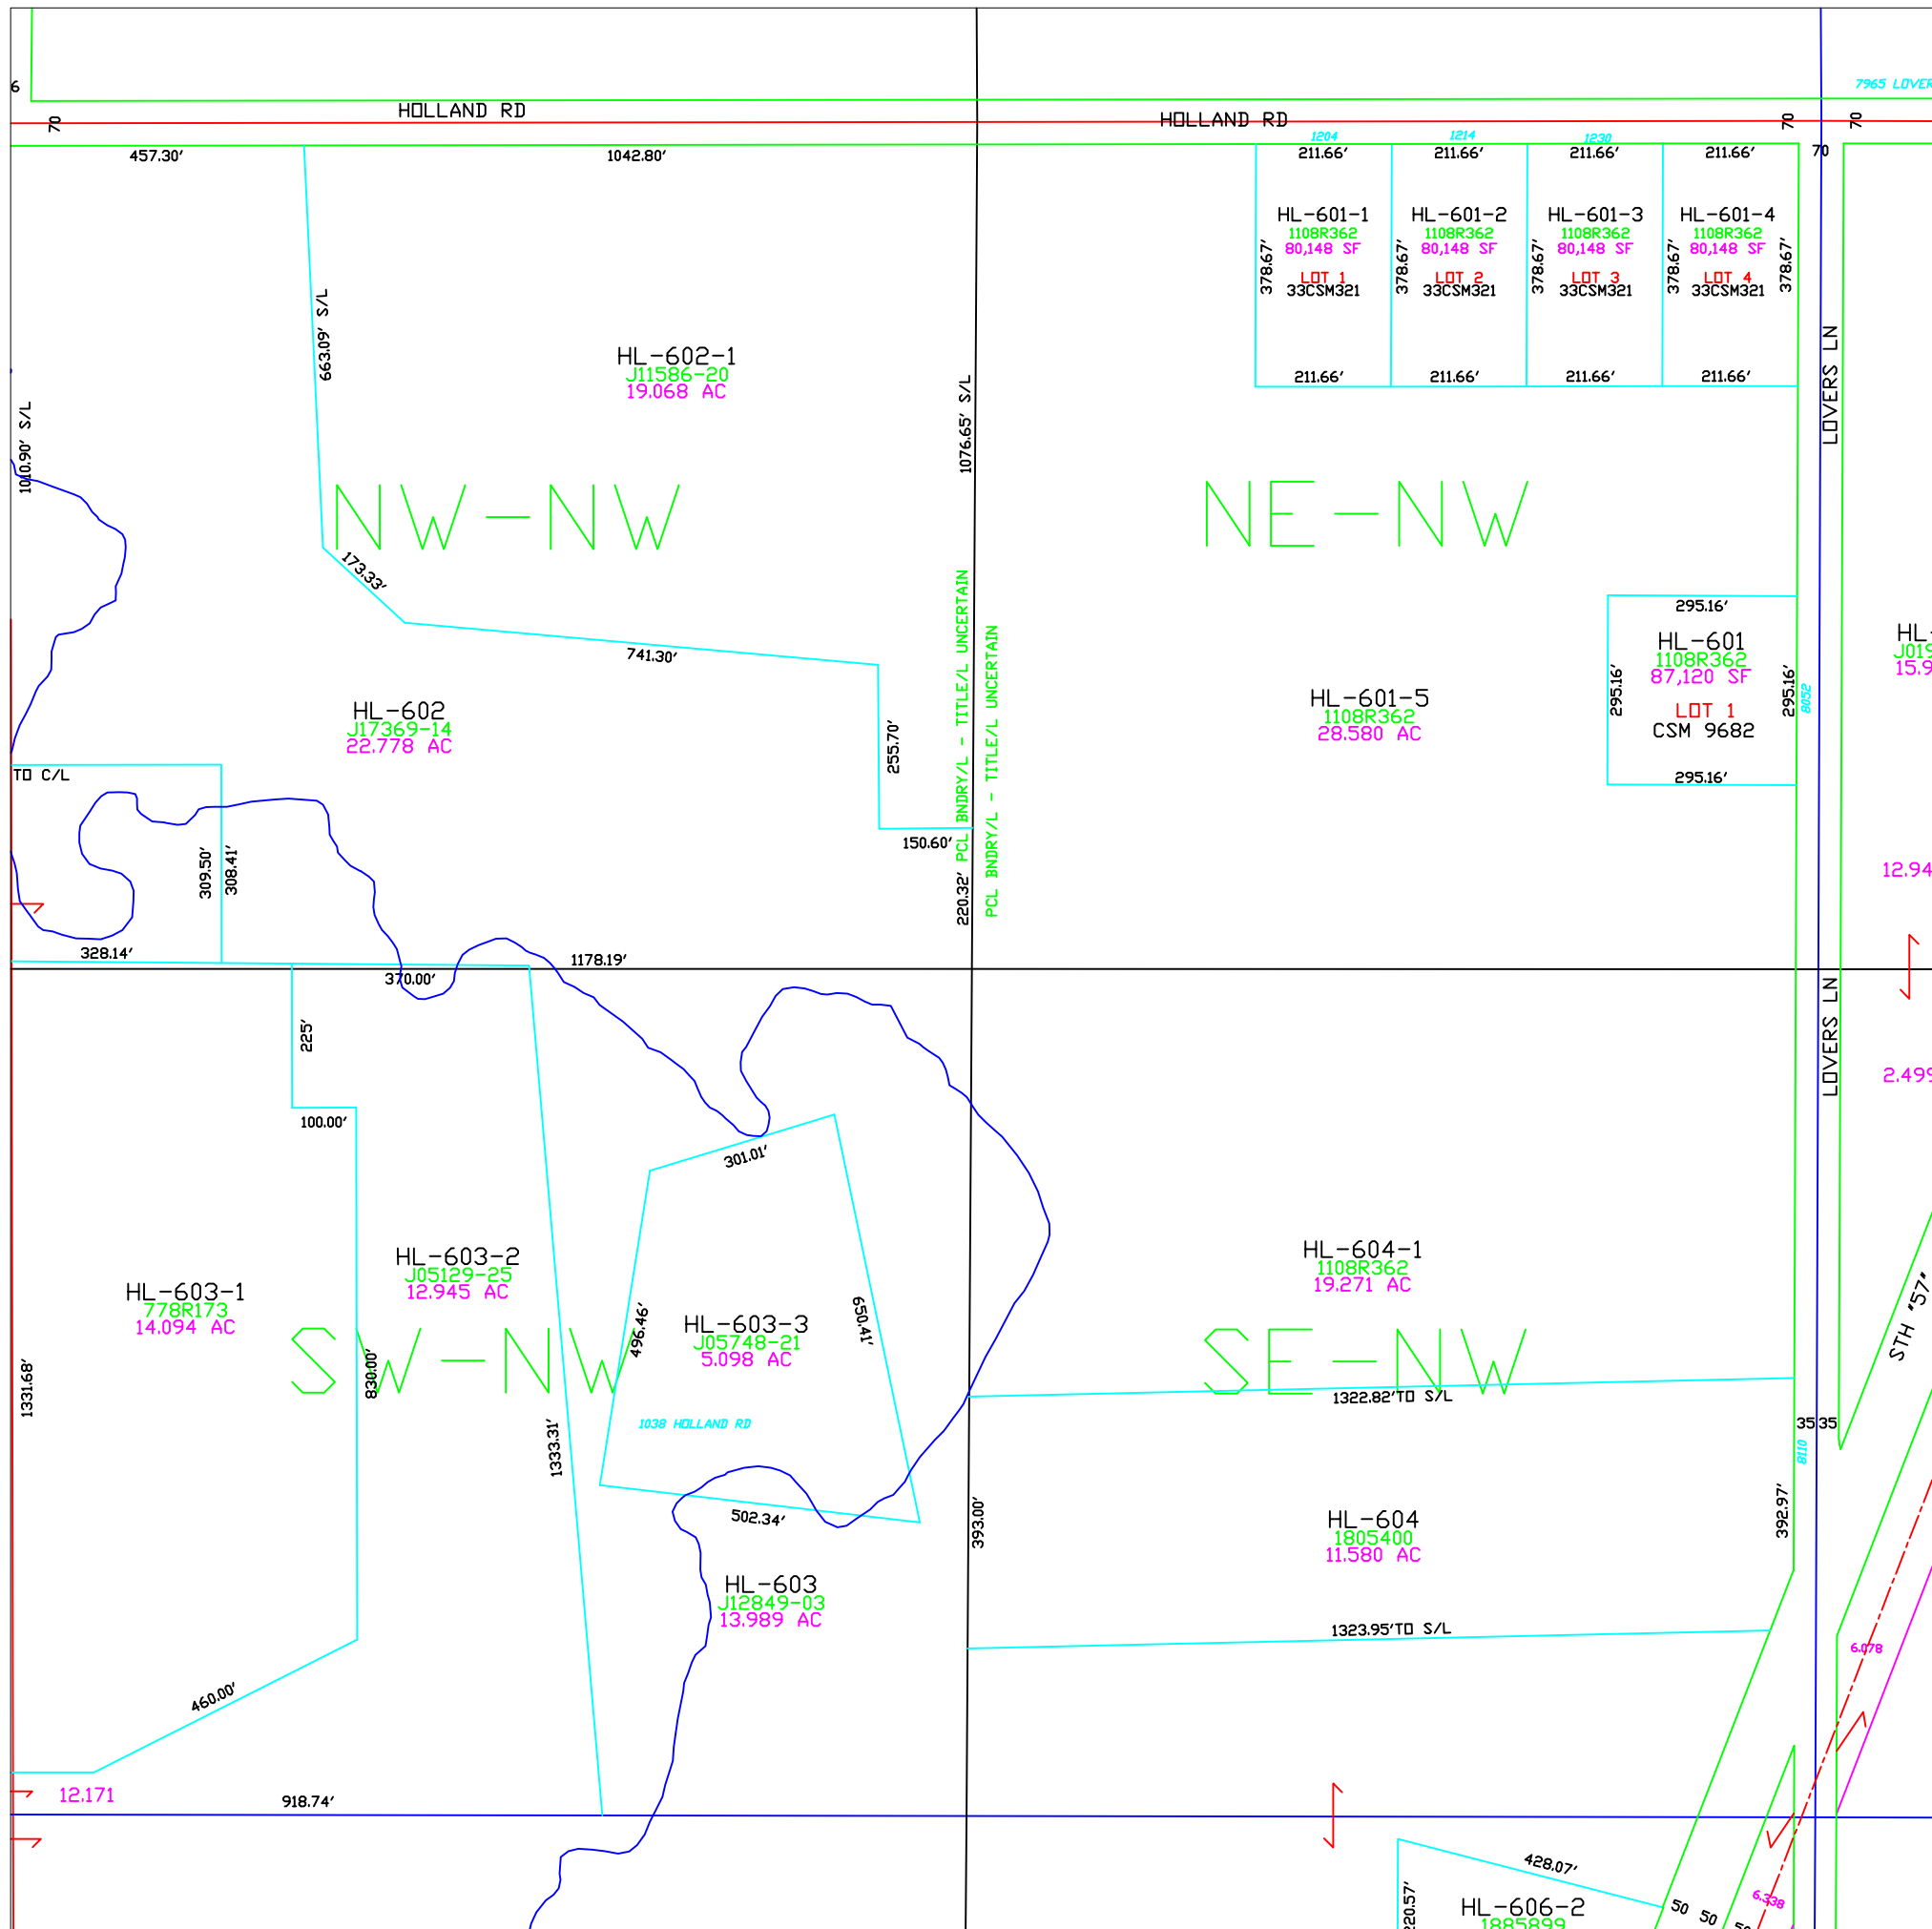 7965 LOVER
6
70
HOLLAND RD
HOLLAND RD
70
70
70
457.30'
1042.80'
1204
211.66'
1214
211.66'
1230
211.66'
211.66'
HL-601-1
1108R362
80,148 SF
LOT 1
33CSM321
HL-601-2
1108R362
80,148 SF
LOT 2
33CSM321
HL-601-3
1108R362
80,148 SF
LOT 3
33CSM321
HL-601-4
1108R362
80,148 SF
LOT 4
33CSM321
378.67'
378.67'
378.67'
378.67'
378.67'
211.66'
211.66'
211.66'
211.66'
LOVERS LN
663.09' S/L
HL-602-1
J11586-20
19.068 AC
1010.90' S/L
1076.65' S/L
NW-NW
NE-NW
173.33'
741.30'
255.70'
150.60'
PCL BNDRY/L - TITLE/L UNCERTAIN
PCL BNDRY/L - TITLE/L UNCERTAIN
220.32'
HL-602
J17369-14
22.778 AC
HL-601-5
1108R362
28.580 AC
295.16'
295.16'
HL-601
1108R362
87,120 SF
LOT 1
CSM 9682
295.16'
8052
295.16'
HL-
J019
15.9
12.94
TO C/L
309.50'
308.41'
328.14'
370.00'
1178.19'
225'
100.00'
LOVERS LN
2.499
301.01'
HL-603-1
778R173
14.094 AC
HL-603-2
J05129-25
12.945 AC
SW-NW
830.00'
1331.68'
1333.31'
496.46'
HL-603-3
J05748-21
5.098 AC
650.41'
1038 HOLLAND RD
502.34'
HL-604-1
1108R362
19.271 AC
SE-NW
1322.82'TO S/L
STH "57"
35
35
8110
393.00'
392.97'
HL-604
1805400
11.580 AC
HL-603
J12849-03
13.989 AC
1323.95'TO S/L
6.078
460.00'
12.171
918.74'
428.07'
220.57'
HL-606-2
1885899
50
50
6.338